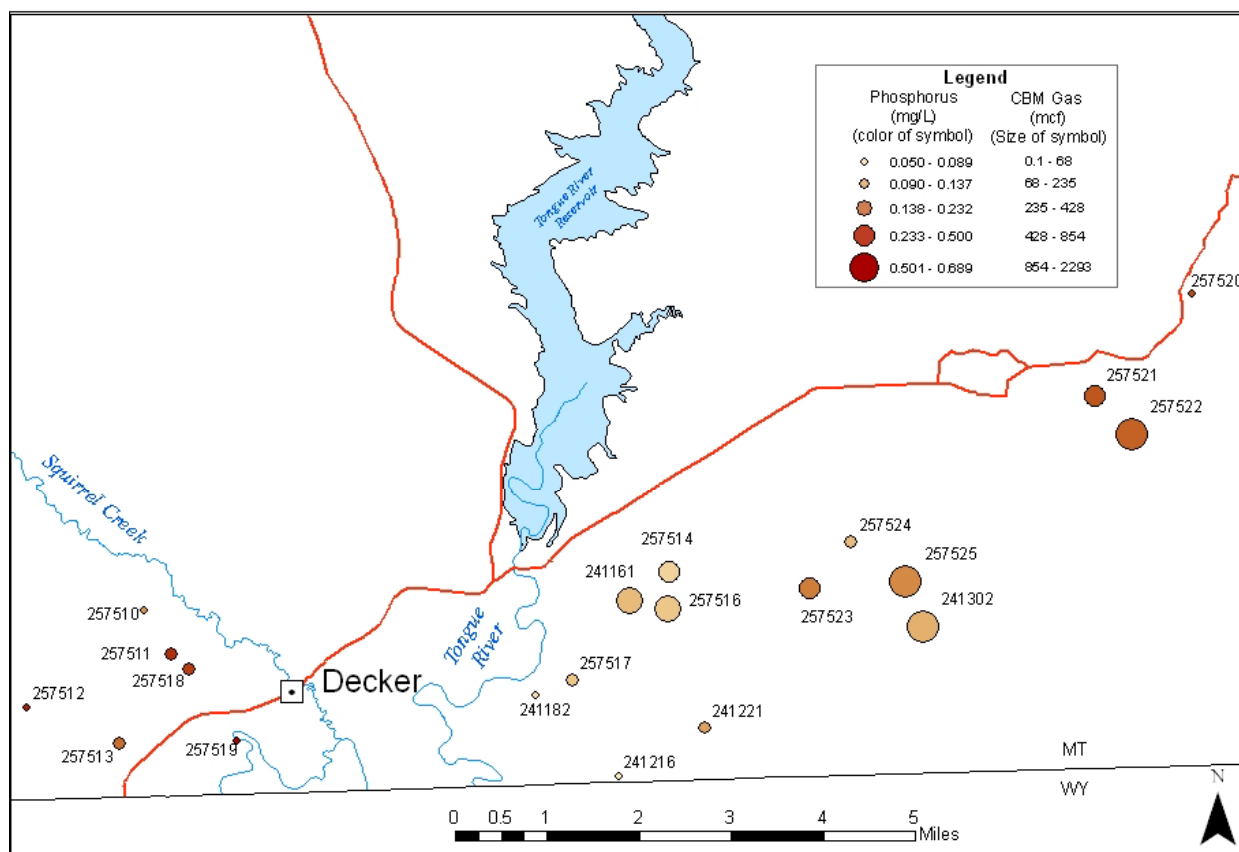 Legend
Phosphorus
(mg/L)
(color of symbol)
CBM Gas
(mcf)
(Size of symbol)
0.050 - 0.089 0.1 - 68
0.090 - 0.137 68 - 235
0.138 - 0.232 235 - 428
0.233 - 0.500 428 - 854
0.501 - 0.689 854 - 2293
Tongue River
Reservoir
257520
257521
257522
Squirrel Creek
257524
257514
257525
241161
257516
241302
257523
257510
Tongue
River
257511
257518
257517
Decker
257512
241182
241221
257513
257519
241216
MT
WY
N
0 0.5 1 2 3 4 5
Miles